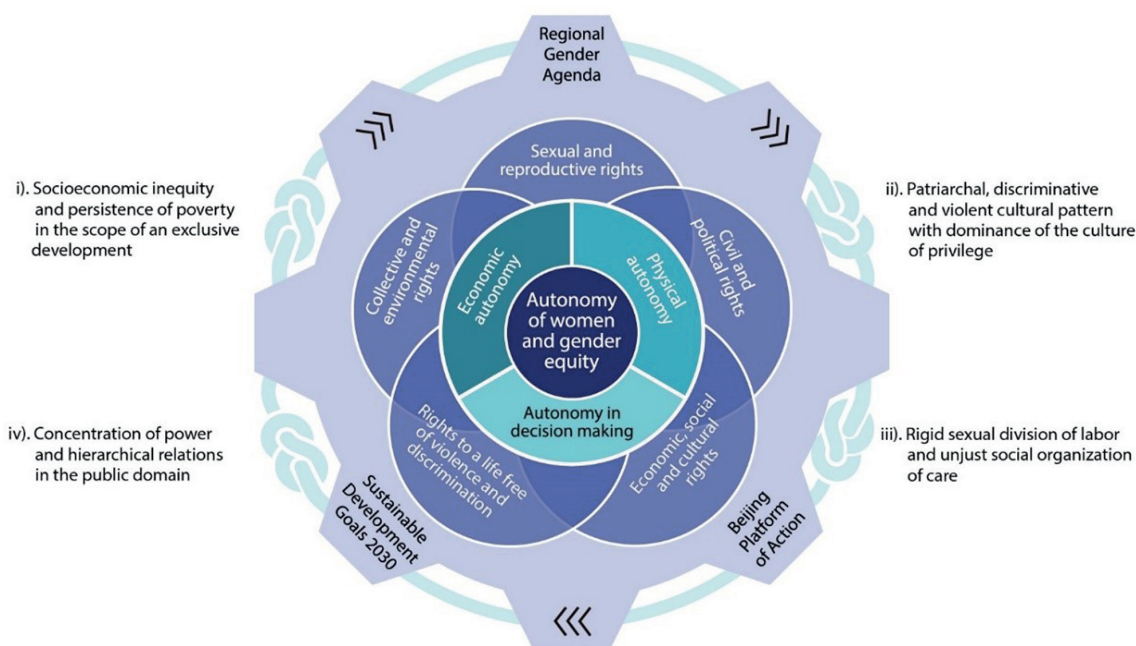 Regional
Gender
Agenda
Sexual and
reproductive rights
i). Socioeconomic inequity
and persistence of poverty
in the scope of an exclusive
development
ii). Patriarchal, discriminative
and violent cultural pattern
with dominance of the culture
of privilege
Collective and
environmental
rights
Economic
autonomy
Physical
autonomy
Civil and
political rights
Autonomy
of women
and gender
equity
Autonomy in
decision making
iv). Concentration of power
and hierarchical relations
in the public domain
Rights to a life free
of violence and
discrimination
Economic, social
and cultural
rights
iii). Rigid sexual division of labor
and unjust social organization
of care
Sustainable
Development
Goals 2030
Beijing
Platform
of Action